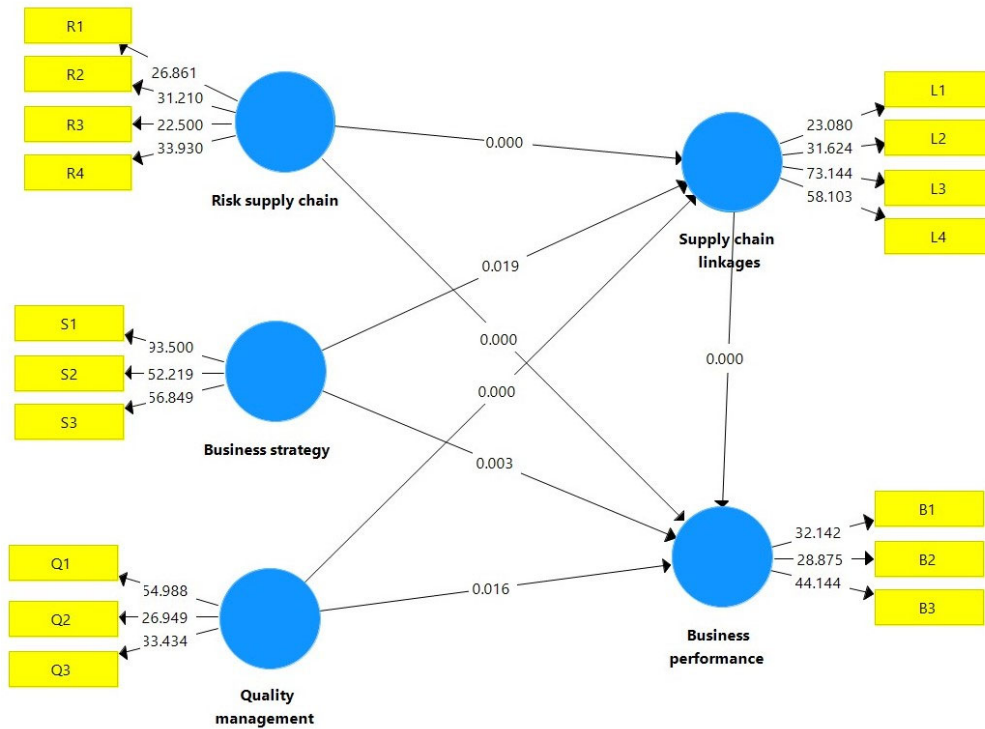 R1
R2
R3
R4
26.861
31.210
22.500
33.930
Risk supply chain
0.000
L1
L2
L3
L4
23.080
31.624
73.144
58.103
Supply chain
linkages
0.019
0.000
0.000
0.000
S1
S2
S3
93.500
52.219
56.849
Business strategy
0.003
Q1
Q2
Q3
54.988
26.949
33.434
Quality
management
0.016
B1
B2
B3
32.142
28.875
44.144
Business
performance